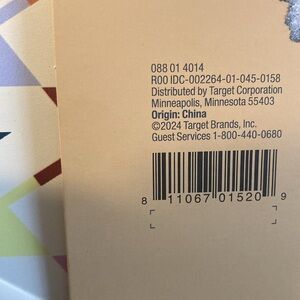 088 01 4014
R00 IDC-002264-01-045-0158
Distributed by Target Corporation
Minneapolis, Minnesota 55403
Origin: China
©2024 Target Brands, Inc.
Guest Services 1-800-440-0680
8 11067 01520 9